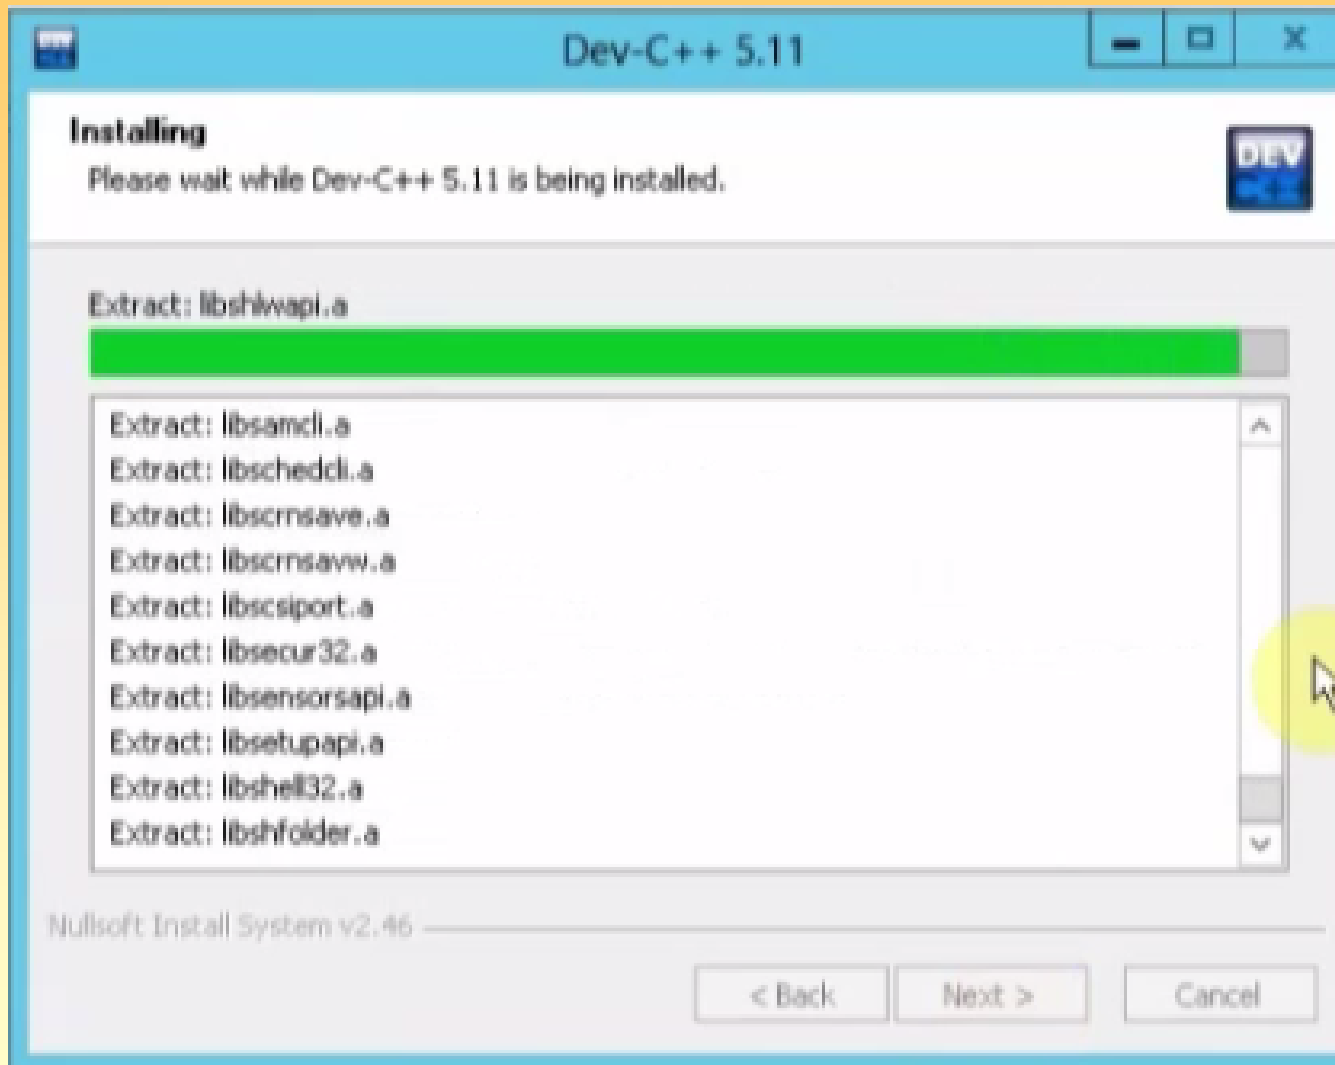 Dev-C++ 5.11
Installing
Please wait while Dev-C++ 5.11 is being installed.
DEV
C++
Extract: libshlwapi.a
Extract: libsamcli.a
Extract: libschedcli.a
Extract: libscrnsave.a
Extract: libscrnsavw.a
Extract: libscsiport.a
Extract: libsecur32.a
Extract: libsensorsapi.a
Extract: libsetupapi.a
Extract: libshell32.a
Extract: libshfolder.a
Nullsoft Install System v2.46
< Back
Next >
Cancel